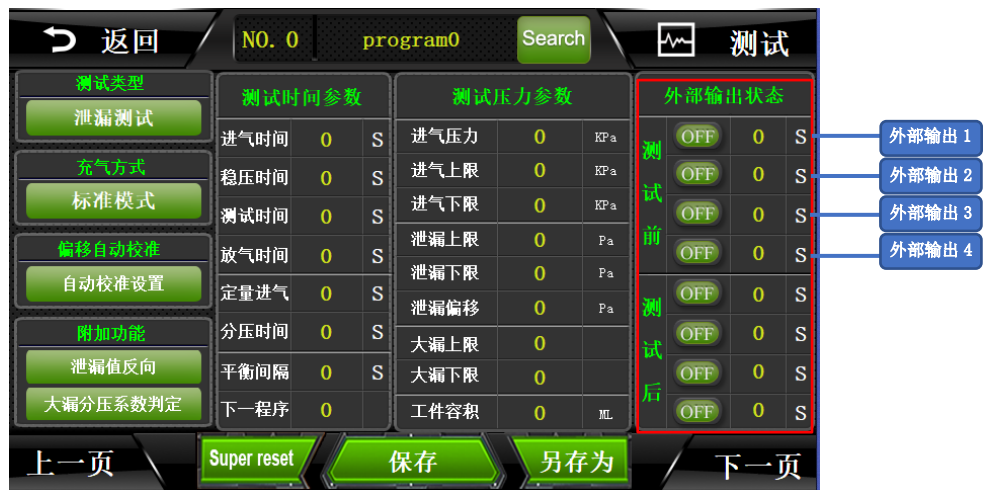 返回
NO. 0
program0
Search
测试
测试类型
泄漏测试
充气方式
标准模式
偏移自动校准
自动校准设置
附加功能
泄漏值反向
大漏分压系数判定
测试时间参数
进气时间 0 S
稳压时间 0 S
测试时间 0 S
放气时间 0 S
定量进气 0 S
分压时间 0 S
平衡间隔 0 S
下一程序 0
测试压力参数
进气压力 0 KPa
进气上限 0 KPa
进气下限 0 KPa
泄漏上限 0 Pa
泄漏下限 0 Pa
泄漏偏移 0 Pa
大漏上限 0
大漏下限 0
工件容积 0 ML
外部输出状态
测试前
OFF 0 S
OFF 0 S
OFF 0 S
OFF 0 S
测试后
OFF 0 S
OFF 0 S
OFF 0 S
OFF 0 S
外部输出 1
外部输出 2
外部输出 3
外部输出 4
上一页
Super reset
保存
另存为
下一页